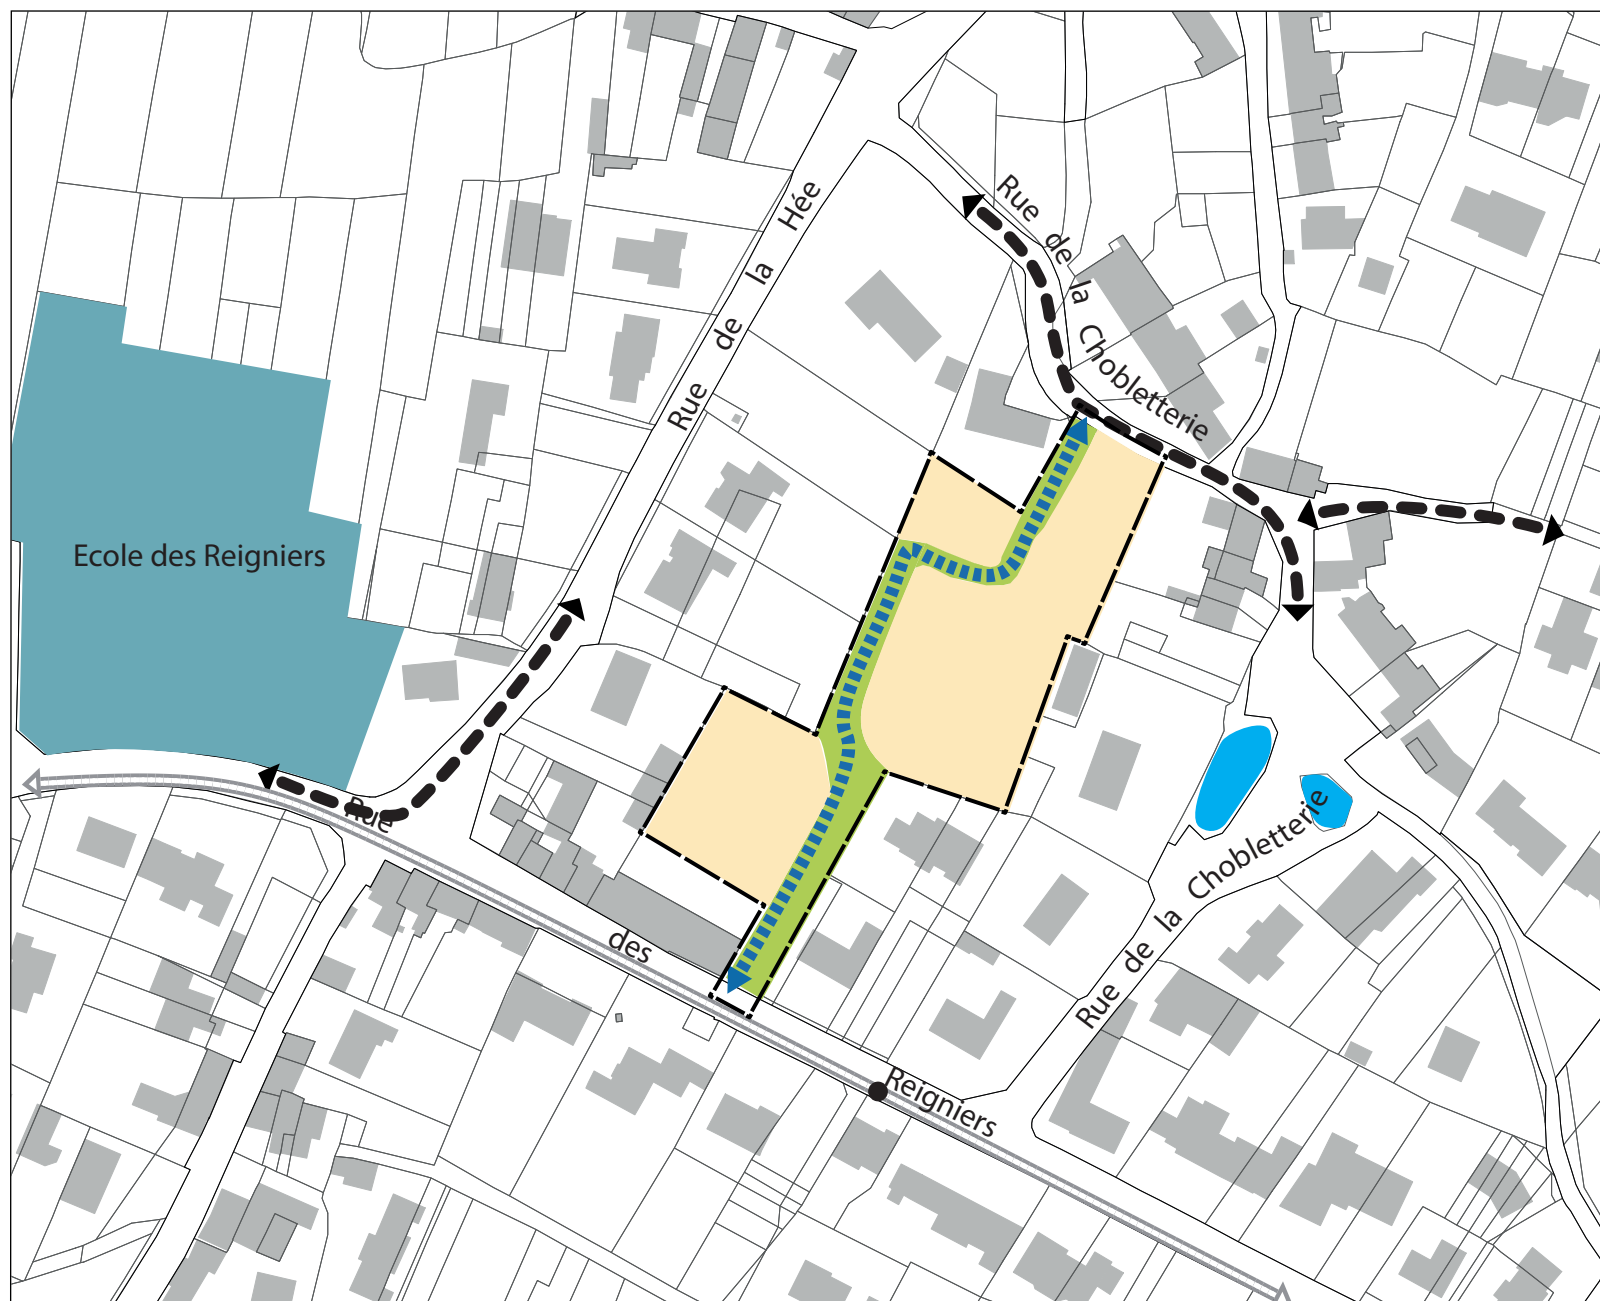 Rue de la Hée
Rue de la Chobletterie
Ecole des Reigniers
Rue des Reigniers
Rue de la Chobletterie